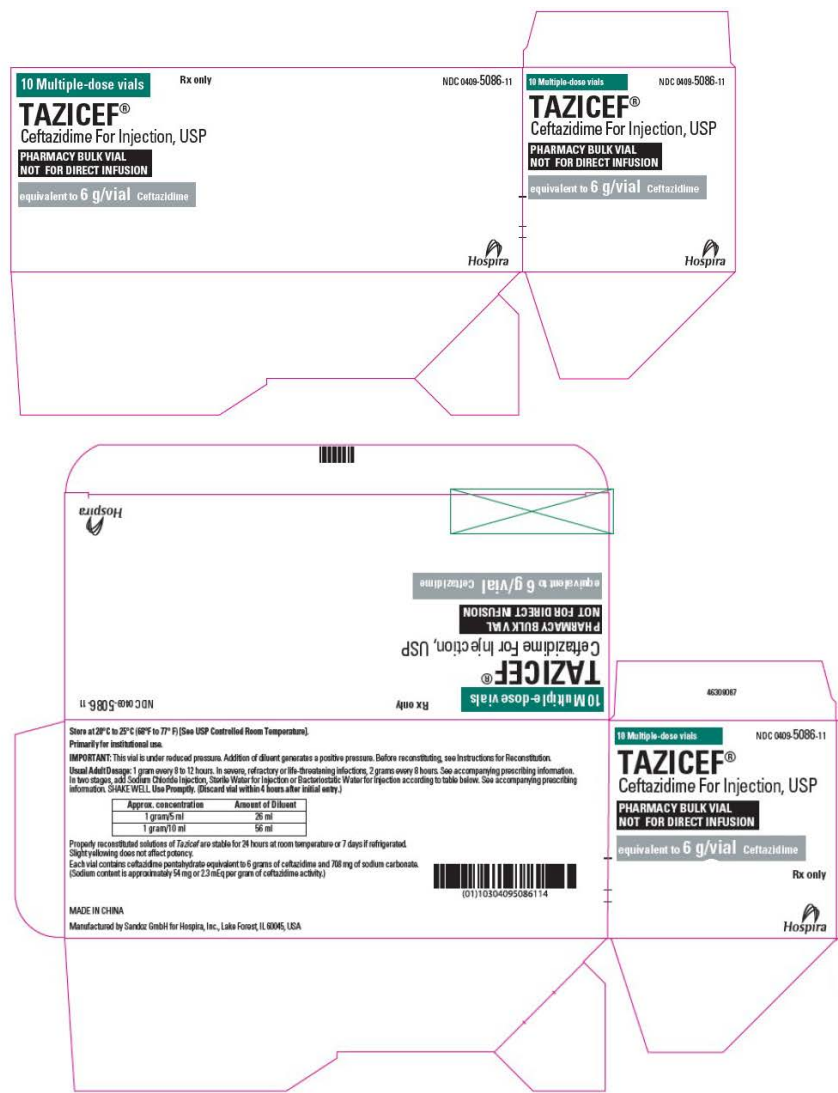 10 Multiple-dose vials
Rx only
NDC 0409-5086-11
TAZICEF®
Ceftazidime For Injection, USP
PHARMACY BULK VIAL
NOT FOR DIRECT INFUSION
equivalent to 6 g/vial Ceftazidime
Hospira
10 Multiple-dose vials
NDC 0409-5086-11
TAZICEF®
Ceftazidime For Injection, USP
PHARMACY BULK VIAL
NOT FOR DIRECT INFUSION
equivalent to 6 g/vial Ceftazidime
Hospira
10 Multiple-dose vials
Rx only
NDC 0409-5086-11
TAZICEF®
Ceftazidime For Injection, USP
PHARMACY BULK VIAL
NOT FOR DIRECT INFUSION
equivalent to 6 g/vial Ceftazidime
Hospira
Store at 20°C to 25°C (68°F to 77° F) [See USP Controlled Room Temperature].
Primarily for institutional use.
IMPORTANT: This vial is under reduced pressure. Addition of diluent generates a positive pressure. Before reconstituting, see Instructions for Reconstitution.
Usual Adult Dosage: 1 gram every 8 to 12 hours. In severe, refractory or life-threatening infections, 2 grams every 8 hours. See accompanying prescribing information.
In two stages, add Sodium Chloride Injection, Sterile Water for Injection or Bacteriostatic Water for Injection according to table below. See accompanying prescribing
information. SHAKE WELL. Use Promptly. (Discard vial within 4 hours after initial entry.)
Approx. concentration Amount of Diluent
1 gram/5 ml 26 ml
1 gram/10 ml 56 ml
Properly reconstituted solutions of Tazicef are stable for 24 hours at room temperature or 7 days if refrigerated.
Slight yellowing does not affect potency.
Each vial contains ceftazidime pentahydrate equivalent to 6 grams of ceftazidime and 708 mg of sodium carbonate.
(Sodium content is approximately 54 mg or 2.3 mEq per gram of ceftazidime activity.)
(01)10304095086114
MADE IN CHINA
Manufactured by Sandoz GmbH for Hospira, Inc., Lake Forest, IL 60045, USA
46309087
10 Multiple-dose vials
NDC 0409-5086-11
TAZICEF®
Ceftazidime For Injection, USP
PHARMACY BULK VIAL
NOT FOR DIRECT INFUSION
equivalent to 6 g/vial Ceftazidime
Rx only
Hospira